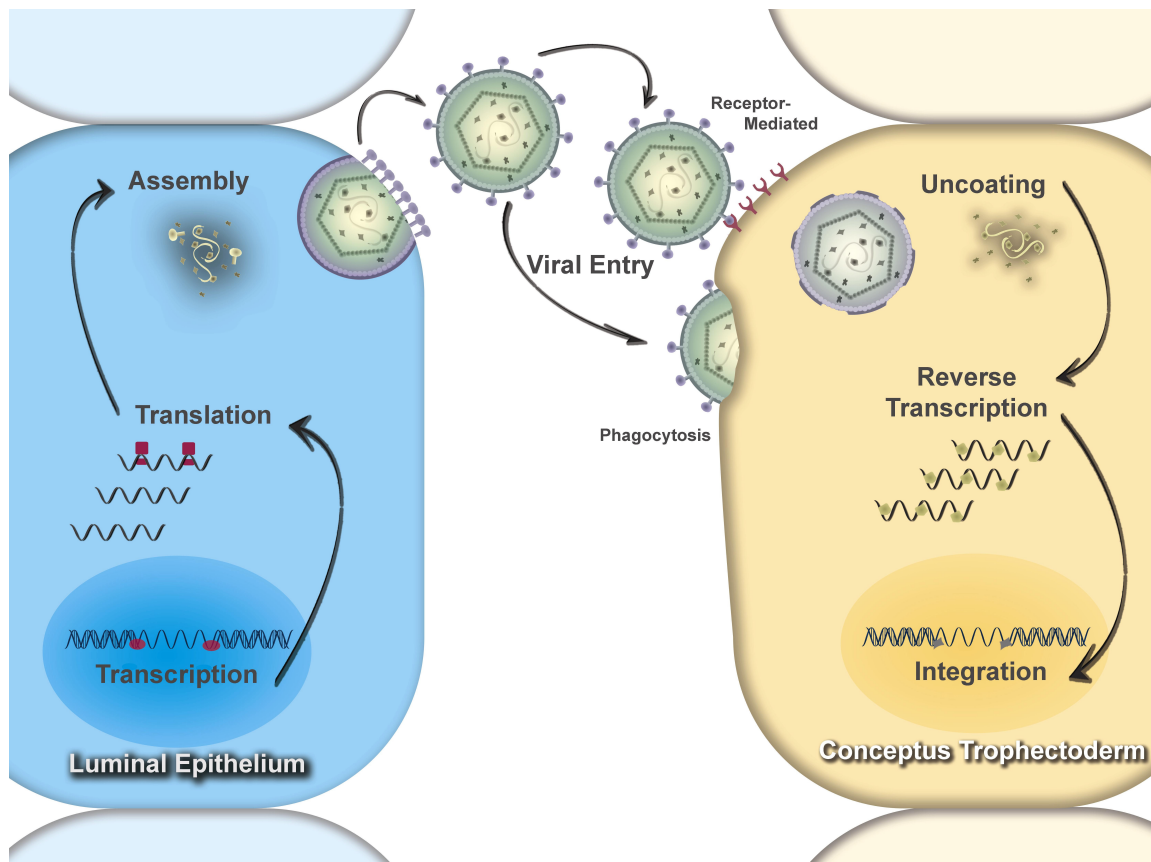 Assembly
Translation
Transcription
Luminal Epithelium
Receptor-
Mediated
Viral Entry
Phagocytosis
Uncoating
Reverse
Transcription
Integration
Conceptus Trophectoderm